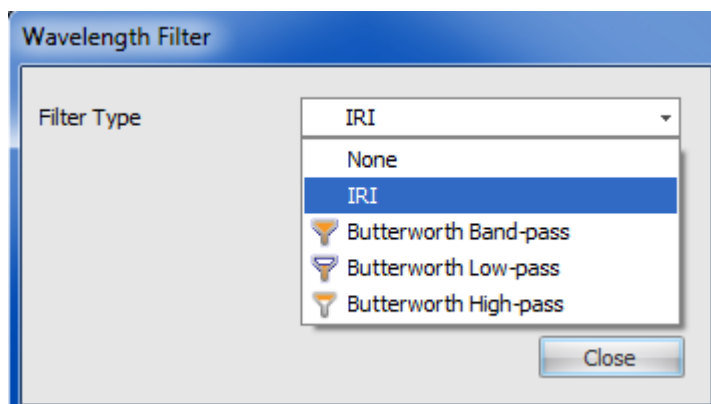 Wavelength Filter
Filter Type IRI
None
IRI
Butterworth Band-pass
Butterworth Low-pass
Butterworth High-pass
Close